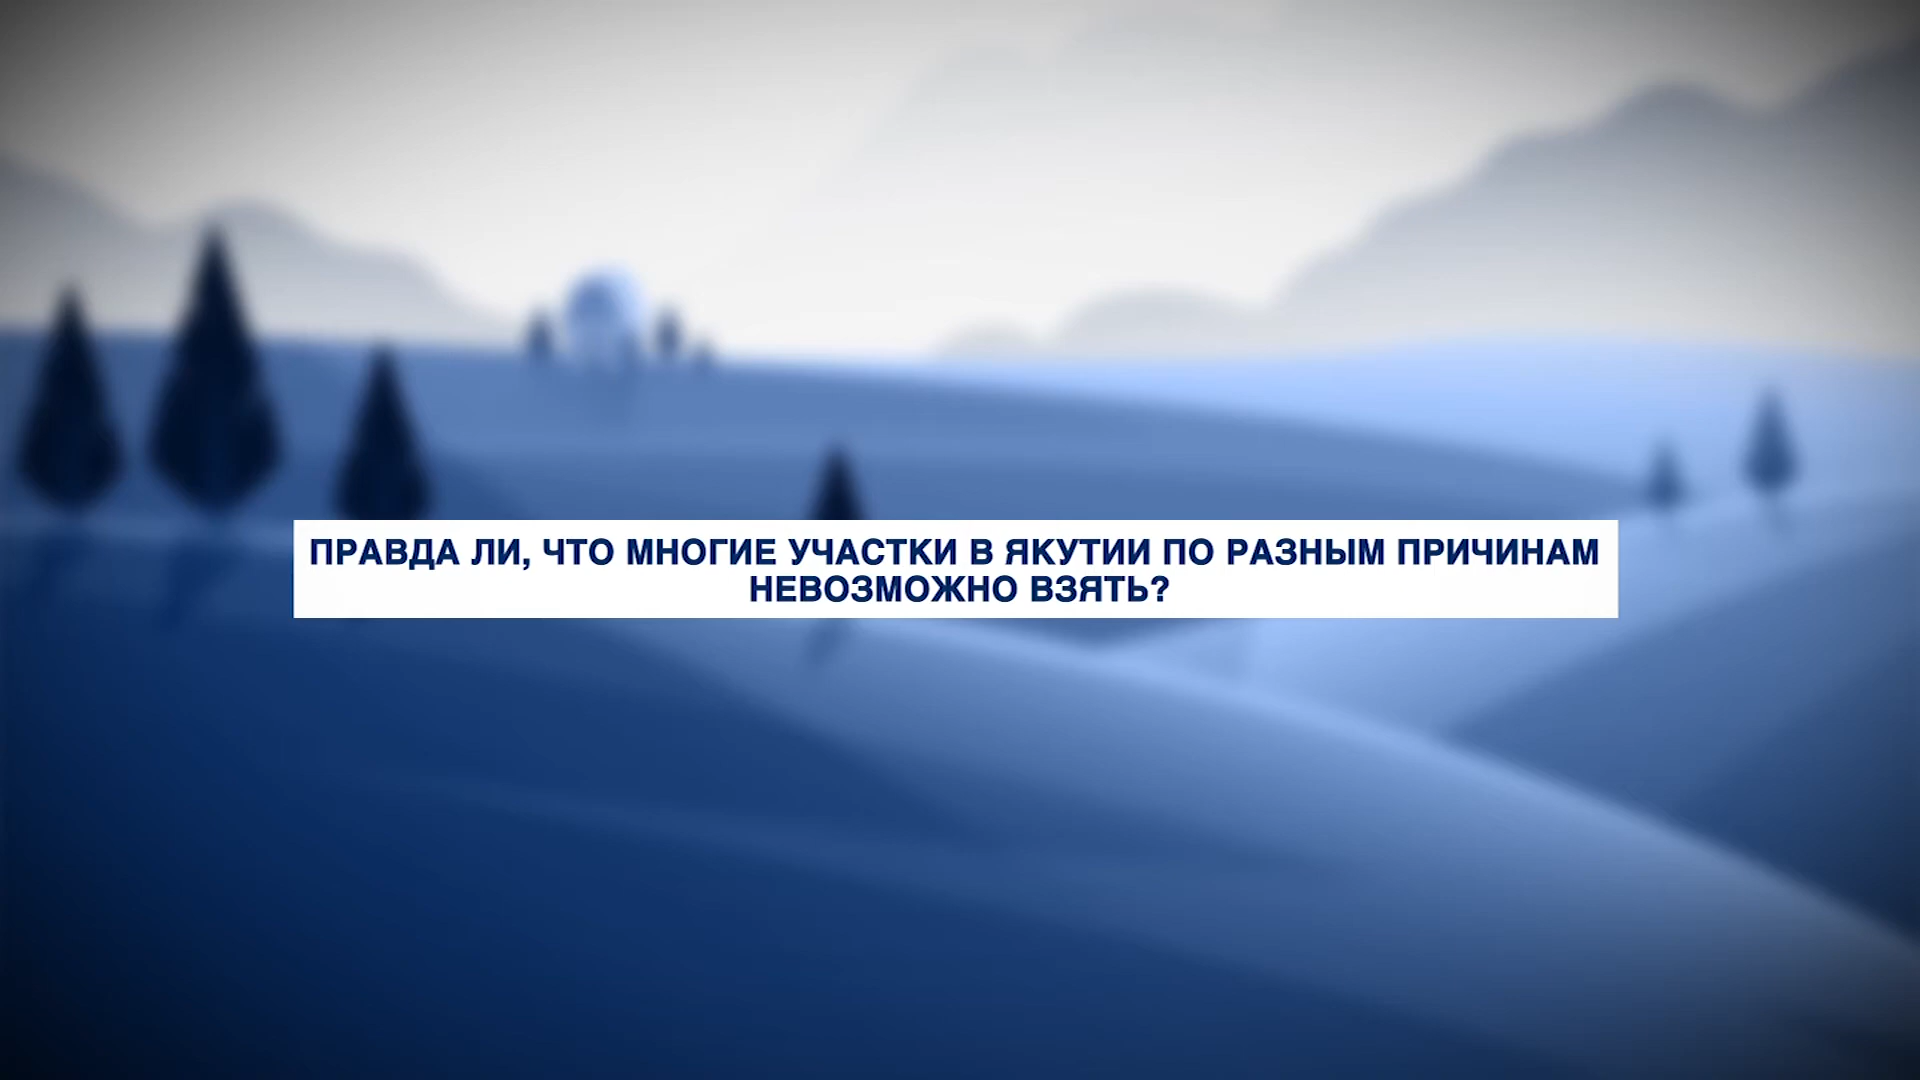 ПРАВДА ЛИ, ЧТО МНОГИЕ УЧАСТКИ В ЯКУТИИ ПО РАЗНЫМ ПРИЧИНАМ
НЕВОЗМОЖНО ВЗЯТЬ?